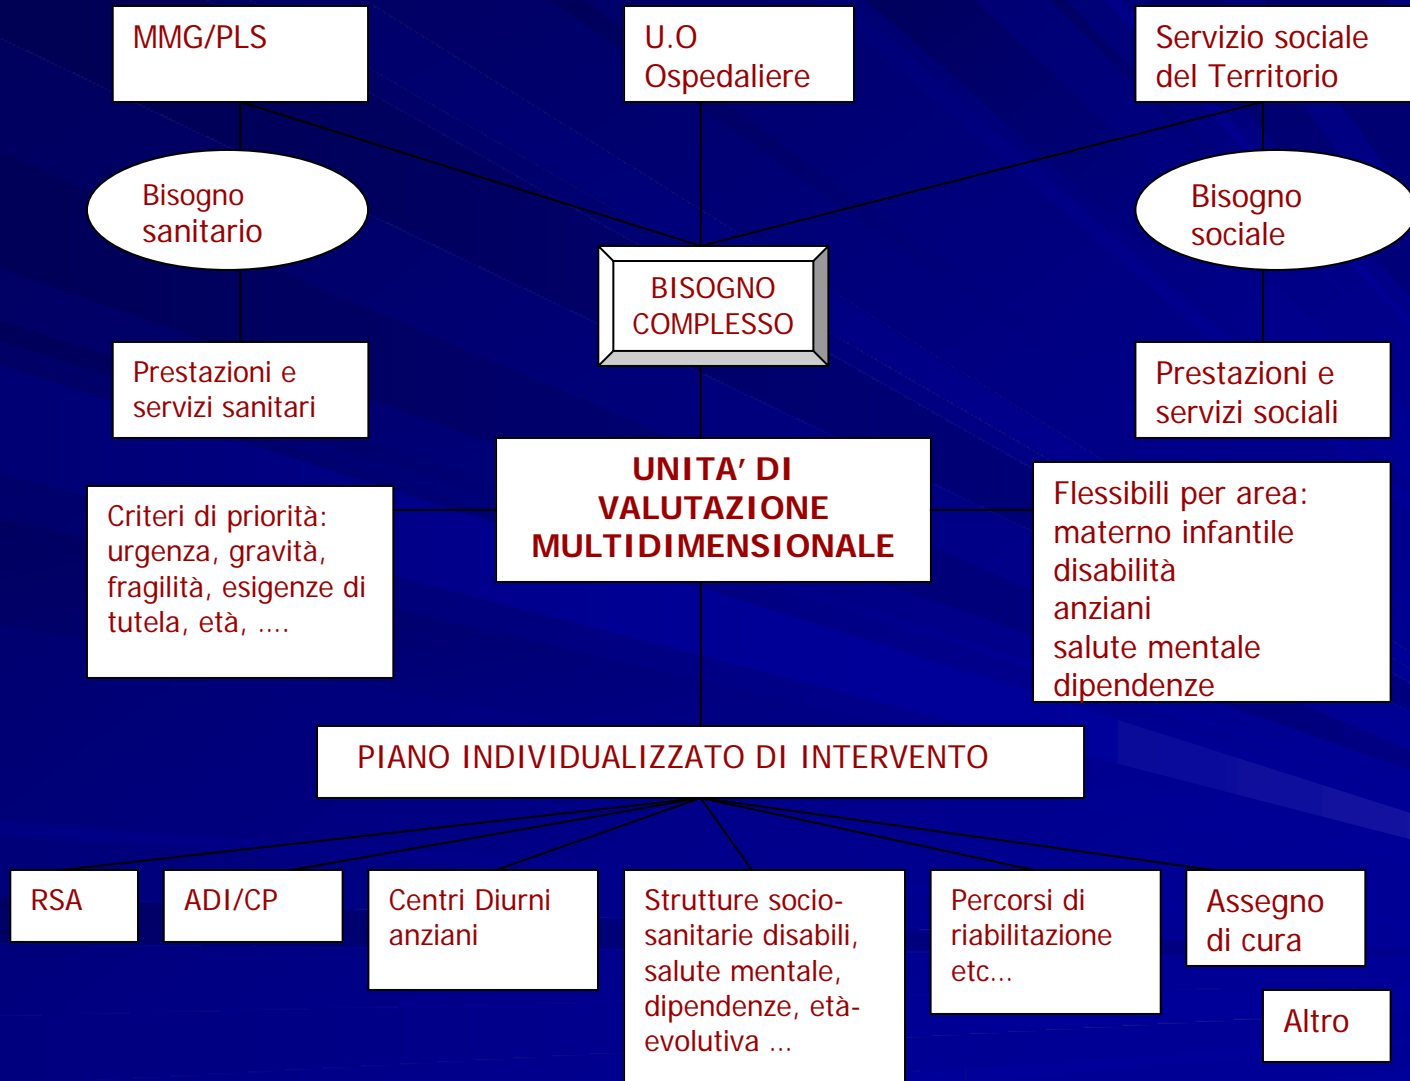 MMG/PLS
U.O
Ospedaliere
Servizio sociale
del Territorio
Bisogno
sanitario
Bisogno
sociale
BISOGNO
COMPLESSO
Prestazioni e
servizi sanitari
Prestazioni e
servizi sociali
UNITA’ DI
VALUTAZIONE
MULTIDIMENSIONALE
Criteri di priorità:
urgenza, gravità,
fragilità, esigenze di
tutela, età, ….
Flessibili per area:
materno infantile
disabilità
anziani
salute mentale
dipendenze
PIANO INDIVIDUALIZZATO DI INTERVENTO
RSA
ADI/CP
Centri Diurni
anziani
Strutture socio-
sanitarie disabili,
salute mentale,
dipendenze, età-
evolutiva …
Percorsi di
riabilitazione
etc…
Assegno
di cura
Altro